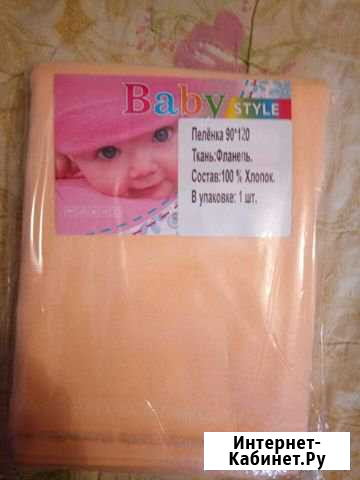 Baby STYLE
Пелёнка 90*120
Ткань:Фланель.
Состав:100 % Хлопок.
В упаковке: 1 шт.
Интернет-
Кабинет.Ру